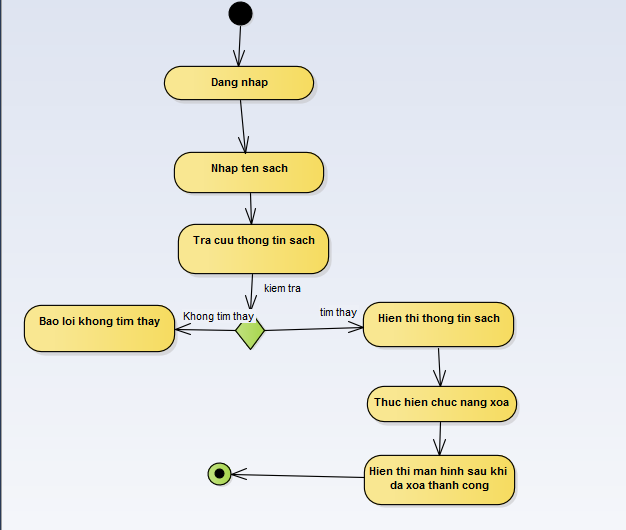 Dang nhap
Nhap ten sach
Tra cuu thong tin sach
kiem tra
Khong tim thay
tim thay
Bao loi khong tim thay
Hien thi thong tin sach
Thuc hien chuc nang xoa
Hien thi man hinh sau khi
da xoa thanh cong